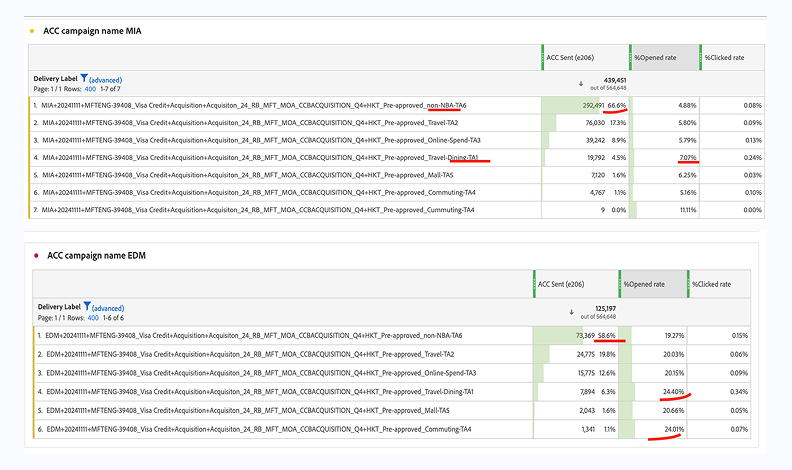 ACC campaign name MIA
ACC Sent (e206) %Opened rate %Clicked rate
Delivery Label (advanced)
Page: 1 / 1 Rows: 400 1-7 of 7
439,451
out of 564,648
1. MIA+20241111+MFTENG-39408_Visa Credit+Acquisition+Acquisiton_24_RB_MFT_MOA_CCBACQUISITION_Q4+HKT_Pre-approved_non-NBA-TA6 292,491 66.6% 4.88% 0.08%
2. MIA+20241111+MFTENG-39408_Visa Credit+Acquisition+Acquisiton_24_RB_MFT_MOA_CCBACQUISITION_Q4+HKT_Pre-approved_Travel-TA2 76,030 17.3% 5.80% 0.09%
3. MIA+20241111+MFTENG-39408_Visa Credit+Acquisition+Acquisiton_24_RB_MFT_MOA_CCBACQUISITION_Q4+HKT_Pre-approved_Online-Spend-TA3 39,242 8.9% 5.79% 0.13%
4. MIA+20241111+MFTENG-39408_Visa Credit+Acquisition+Acquisiton_24_RB_MFT_MOA_CCBACQUISITION_Q4+HKT_Pre-approved_Travel-Dining-TA1 19,792 4.5% 7.07% 0.24%
5. MIA+20241111+MFTENG-39408_Visa Credit+Acquisition+Acquisiton_24_RB_MFT_MOA_CCBACQUISITION_Q4+HKT_Pre-approved_Mall-TA5 7,120 1.6% 6.25% 0.03%
6. MIA+20241111+MFTENG-39408_Visa Credit+Acquisition+Acquisiton_24_RB_MFT_MOA_CCBACQUISITION_Q4+HKT_Pre-approved_Commuting-TA4 4,767 1.1% 5.16% 0.10%
7. MIA+20241111+MFTENG-39408_Visa Credit+Acquisition+Acquisiton_24_RB_MFT_MOA_CCBACQUISITION_Q4+HKT_Pre-approved_Cummuting-TA4 9 0.0% 11.11% 0.00%
ACC campaign name EDM
ACC Sent (e206) %Opened rate %Clicked rate
Delivery Label (advanced)
Page: 1 / 1 Rows: 400 1-6 of 6
125,197
out of 564,648
1. EDM+20241111+MFTENG-39408_Visa Credit+Acquisition+Acquisiton_24_RB_MFT_MOA_CCBACQUISITION_Q4+HKT_Pre-approved_non-NBA-TA6 73,369 58.6% 19.27% 0.15%
2. EDM+20241111+MFTENG-39408_Visa Credit+Acquisition+Acquisiton_24_RB_MFT_MOA_CCBACQUISITION_Q4+HKT_Pre-approved_Travel-TA2 24,775 19.8% 20.03% 0.06%
3. EDM+20241111+MFTENG-39408_Visa Credit+Acquisition+Acquisiton_24_RB_MFT_MOA_CCBACQUISITION_Q4+HKT_Pre-approved_Online-Spend-TA3 15,775 12.6% 20.15% 0.09%
4. EDM+20241111+MFTENG-39408_Visa Credit+Acquisition+Acquisiton_24_RB_MFT_MOA_CCBACQUISITION_Q4+HKT_Pre-approved_Travel-Dining-TA1 7,894 6.3% 24.40% 0.34%
5. EDM+20241111+MFTENG-39408_Visa Credit+Acquisition+Acquisiton_24_RB_MFT_MOA_CCBACQUISITION_Q4+HKT_Pre-approved_Mall-TA5 2,043 1.6% 20.66% 0.05%
6. EDM+20241111+MFTENG-39408_Visa Credit+Acquisition+Acquisiton_24_RB_MFT_MOA_CCBACQUISITION_Q4+HKT_Pre-approved_Commuting-TA4 1,341 1.1% 24.01% 0.07%